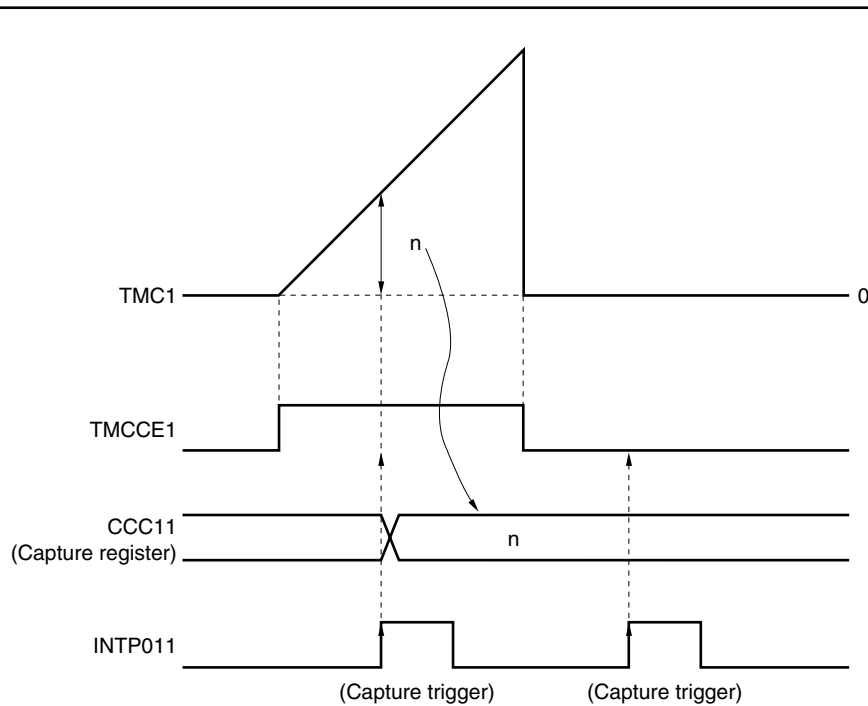 n
TMC1
0
TMCCE1
CCC11
(Capture register)
n
INTP011
(Capture trigger)
(Capture trigger)